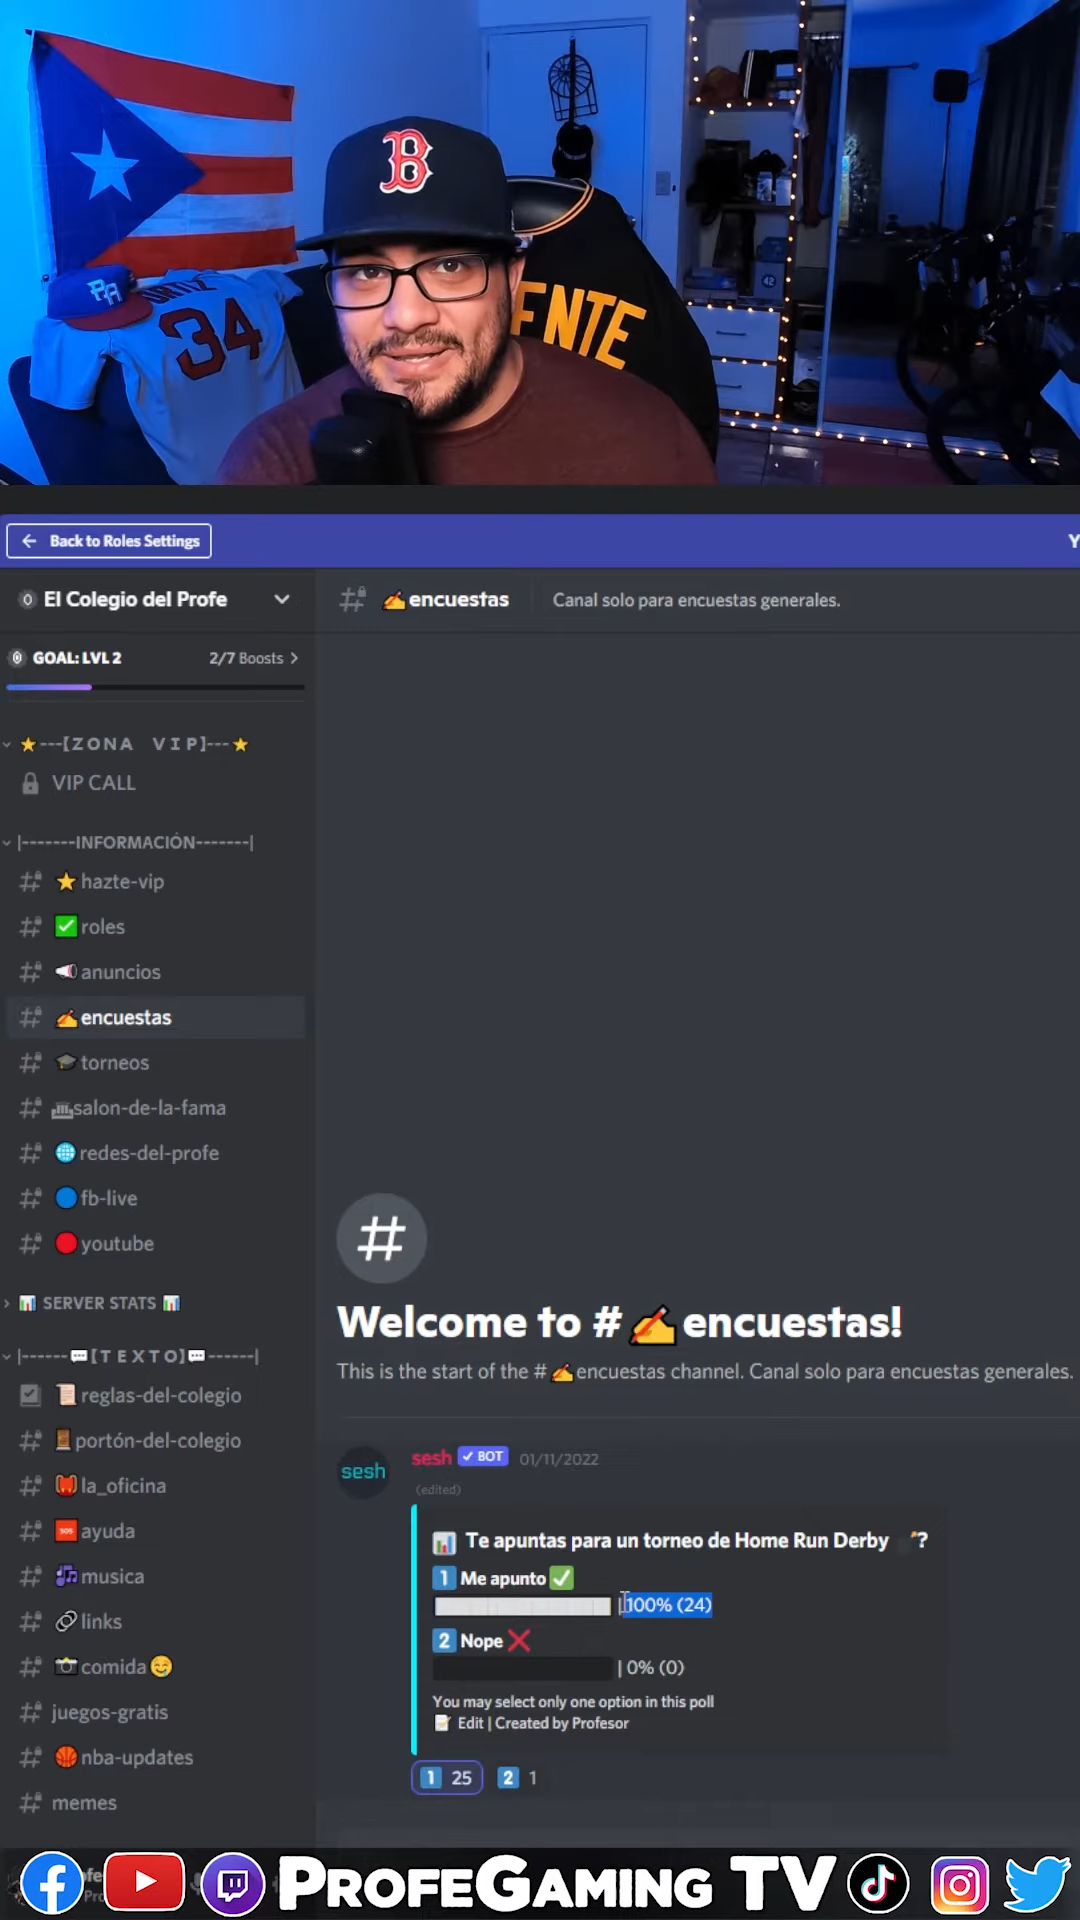 B
PR
ORTIZ
34
ENTE
42
Back to Roles Settings
Y
El Colegio del Profe
encuestas
Canal solo para encuestas generales.
GOAL: LVL 2
2/7 Boosts
---[ZONA VIP]---
VIP CALL
|-------INFORMACIÓN-------|
hazte-vip
roles
anuncios
encuestas
torneos
salon-de-la-fama
redes-del-profe
fb-live
youtube
SERVER STATS
|------[TEXTO]------|
reglas-del-colegio
portón-del-colegio
la_oficina
SOS ayuda
musica
links
comida
juegos-gratis
nba-updates
memes
Welcome to # encuestas!
This is the start of the # encuestas channel. Canal solo para encuestas generales.
sesh
sesh BOT 01/11/2022
(edited)
Te apuntas para un torneo de Home Run Derby ?
1 Me apunto
| 100% (24)
2 Nope
| 0% (0)
You may select only one option in this poll
Edit | Created by Profesor
1 25 2 1
PROFEGAMING TV